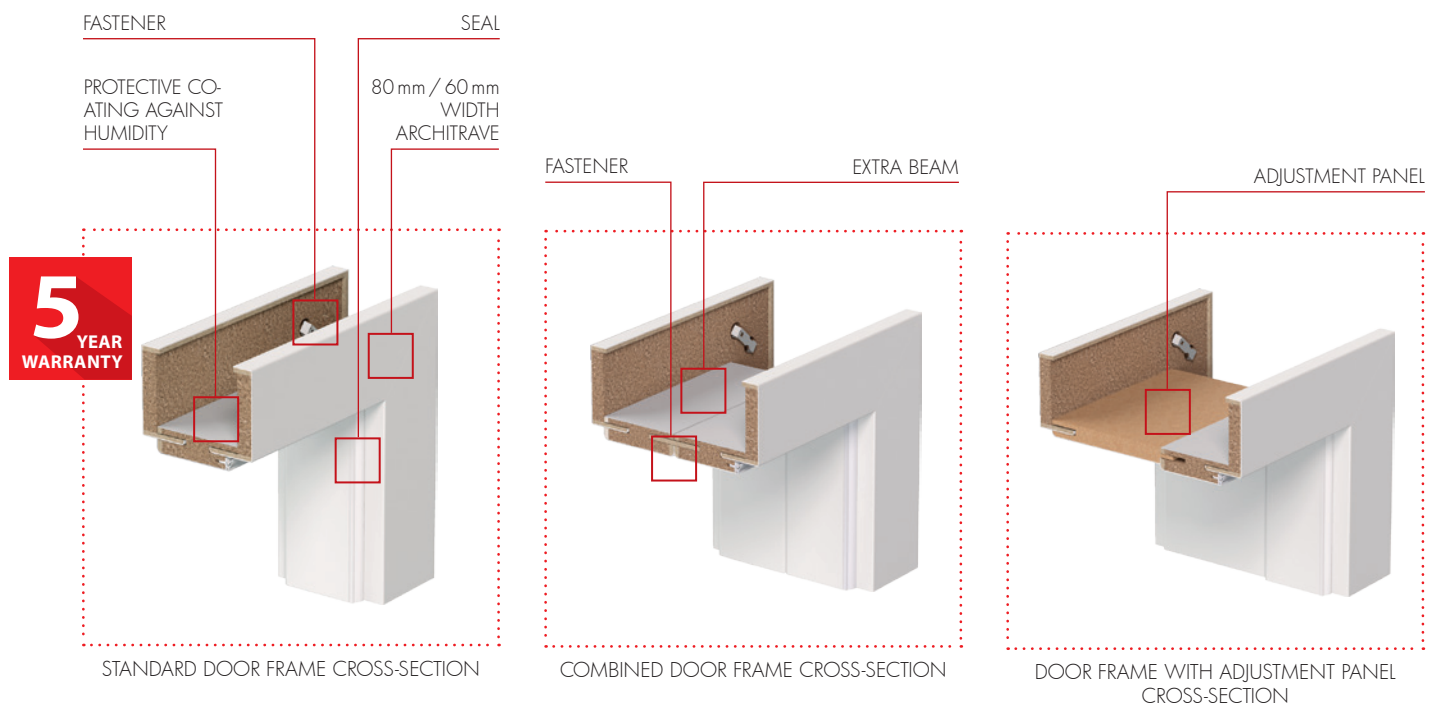 FASTENER
SEAL
PROTECTIVE CO-
ATING AGAINST
HUMIDITY
80 mm / 60 mm
WIDTH
ARCHITRAVE
5
YEAR
WARRANTY
STANDARD DOOR FRAME CROSS-SECTION
FASTENER
EXTRA BEAM
COMBINED DOOR FRAME CROSS-SECTION
ADJUSTMENT PANEL
DOOR FRAME WITH ADJUSTMENT PANEL
CROSS-SECTION